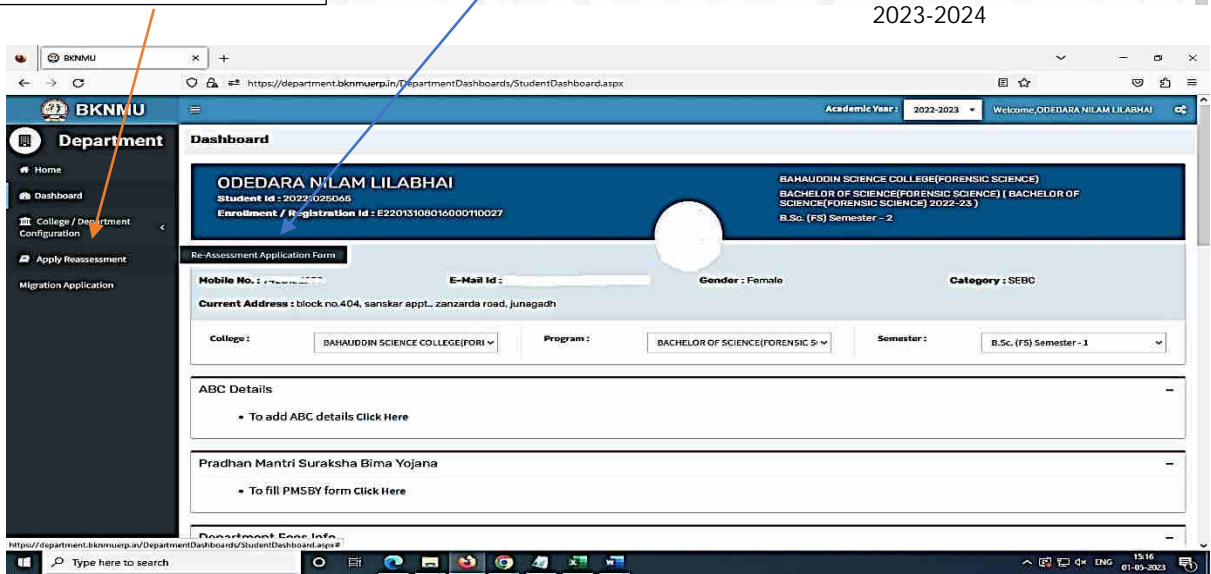 2023-2024
BKNMU
https://department.bknmuerp.in/DepartmentDashboards/StudentDashboard.aspx
BKNMU
Academic Year :
2022-2023
Welcome,ODEDARA NILAM LILABHAI
Department
Dashboard
Home
Dashboard
College / Department
Configuration
Apply Reassessment
Migration Application
Re-Assessment Application Form
ODEDARA NILAM LILABHAI
Student Id : 2022025065
Enrollment / Registration Id : E22013108016000110027
BAHAUDDIN SCIENCE COLLEGE(FORENSIC SCIENCE)
BACHELOR OF SCIENCE(FORENSIC SCIENCE) ( BACHELOR OF
SCIENCE(FORENSIC SCIENCE) 2022-23 )
B.Sc. (FS) Semester - 2
Mobile No. :
E-Mail Id :
Gender : Female
Category : SEBC
Current Address : block no.404, sanskar appt., zanzarda road, junagadh
College :
BAHAUDDIN SCIENCE COLLEGE(FORI
Program :
BACHELOR OF SCIENCE(FORENSIC S
Semester :
B.Sc. (FS) Semester - 1
ABC Details
To add ABC details Click Here
Pradhan Mantri Suraksha Bima Yojana
To fill PMSBY form Click Here
Department Fees Info
https://department.bknmuerp.in/DepartmentDashboards/StudentDashboard.aspx#
Type here to search
ENG
15:16
01-05-2023